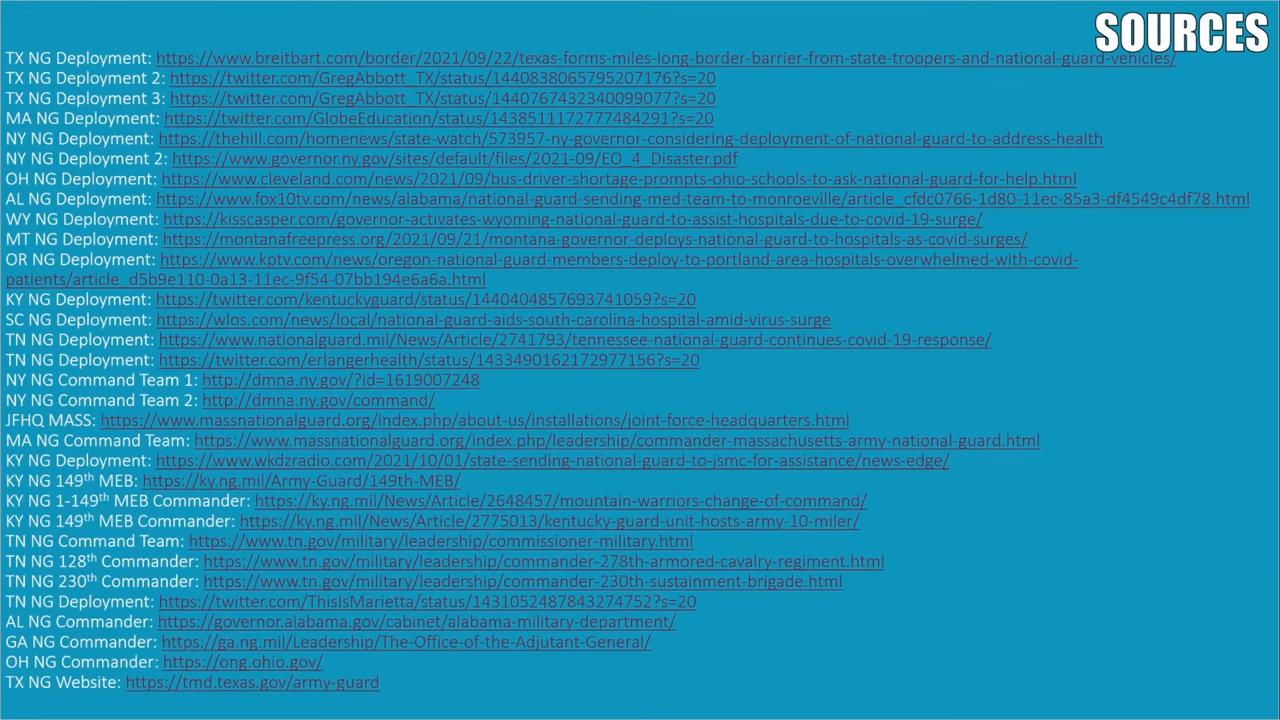 SOURCES
TX NG Deployment: https://www.breitbart.com/border/2021/09/22/texas-forms-miles-long-border-barrier-from-state-troopers-and-national-guard-vehicles/
TX NG Deployment 2: https://twitter.com/GregAbbott_TX/status/1440838065795207176?s=20
TX NG Deployment 3: https://twitter.com/GregAbbott_TX/status/1440767432340099077?s=20
MA NG Deployment: https://twitter.com/GlobeEducation/status/1438511172777484291?s=20
NY NG Deployment: https://thehill.com/homenews/state-watch/573957-ny-governor-considering-deployment-of-national-guard-to-address-health
NY NG Deployment 2: https://www.governor.ny.gov/sites/default/files/2021-09/EO_4_Disaster.pdf
OH NG Deployment: https://www.cleveland.com/news/2021/09/bus-driver-shortage-prompts-ohio-schools-to-ask-national-guard-for-help.html
AL NG Deployment: https://www.fox10tv.com/news/alabama/national-guard-sending-med-team-to-monroeville/article_cfdc0766-1d80-11ec-85a3-df4549c4df78.html
WY NG Deployment: https://kisscasper.com/governor-activates-wyoming-national-guard-to-assist-hospitals-due-to-covid-19-surge/
MT NG Deployment: https://montanafreepress.org/2021/09/21/montana-governor-deploys-national-guard-to-hospitals-as-covid-surges/
OR NG Deployment: https://www.kptv.com/news/oregon-national-guard-members-deploy-to-portland-area-hospitals-overwhelmed-with-covid-
patients/article_d5b9e110-0a13-11ec-9f54-07bb194e6a6a.html
KY NG Deployment: https://twitter.com/kentuckyguard/status/1440404857693741059?s=20
SC NG Deployment: https://wlos.com/news/local/national-guard-aids-south-carolina-hospital-amid-virus-surge
TN NG Deployment: https://www.nationalguard.mil/News/Article/2741793/tennessee-national-guard-continues-covid-19-response/
TN NG Deployment: https://twitter.com/erlangerhealth/status/1433490162172977156?s=20
NY NG Command Team 1: http://dmna.ny.gov/?id=1619007248
NY NG Command Team 2: http://dmna.ny.gov/command/
JFHQ MASS: https://www.massnationalguard.org/index.php/about-us/installations/joint-force-headquarters.html
MA NG Command Team: https://www.massnationalguard.org/index.php/leadership/commander-massachusetts-army-national-guard.html
KY NG Deployment: https://www.wkdzradio.com/2021/10/01/state-sending-national-guard-to-jsmc-for-assistance/news-edge/
KY NG 149th MEB: https://ky.ng.mil/Army-Guard/149th-MEB/
KY NG 1-149th MEB Commander: https://ky.ng.mil/News/Article/2648457/mountain-warriors-change-of-command/
KY NG 149th MEB Commander: https://ky.ng.mil/News/Article/2775013/kentucky-guard-unit-hosts-army-10-miler/
TN NG Command Team: https://www.tn.gov/military/leadership/commissioner-military.html
TN NG 128th Commander: https://www.tn.gov/military/leadership/commander-278th-armored-cavalry-regiment.html
TN NG 230th Commander: https://www.tn.gov/military/leadership/commander-230th-sustainment-brigade.html
TN NG Deployment: https://twitter.com/ThisIsMarietta/status/1431052487843274752?s=20
AL NG Commander: https://governor.alabama.gov/cabinet/alabama-military-department/
GA NG Commander: https://ga.ng.mil/Leadership/The-Office-of-the-Adjutant-General/
OH NG Commander: https://ong.ohio.gov/
TX NG Website: https://tmd.texas.gov/army-guard